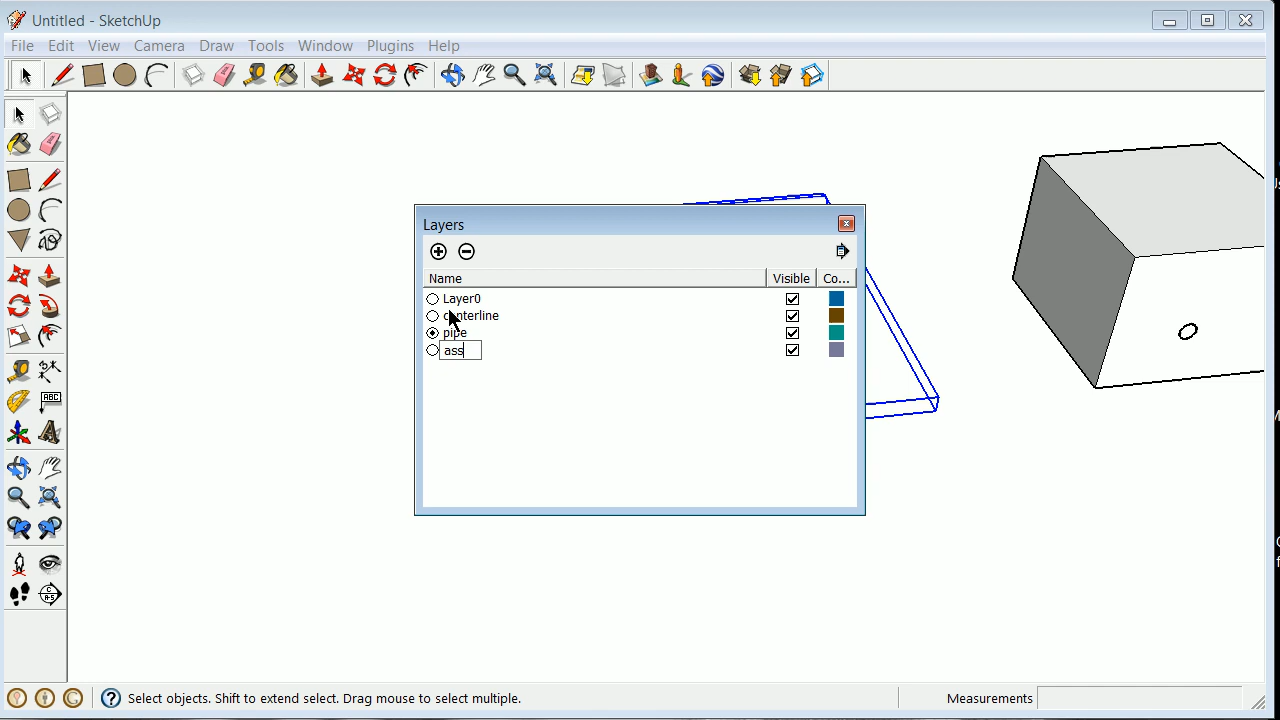 Untitled - SketchUp
File Edit View Camera Draw Tools Window Plugins Help
Layers
Name Visible Co...
Layer0
centerline
pipe
ass
Select objects. Shift to extend select. Drag mouse to select multiple.
Measurements